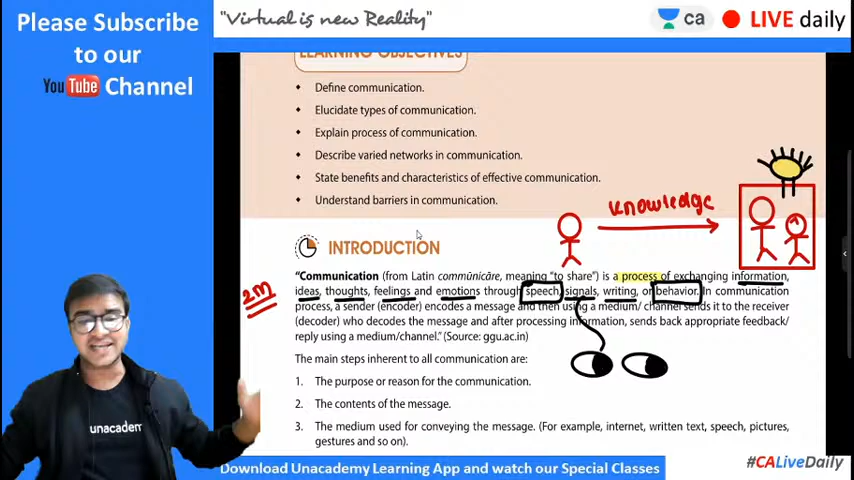 Please Subscribe
to our
YouTube Channel
"Virtual is new Reality"
ca LIVE daily
LEARNING OBJECTIVES
Define communication.
Elucidate types of communication.
Explain process of communication.
Describe varied networks in communication.
State benefits and characteristics of effective communication.
Understand barriers in communication.
knowledge
INTRODUCTION
2M
"Communication (from Latin commūnicāre, meaning "to share") is a process of exchanging information,
ideas, thoughts, feelings and emotions through speech, signals, writing, or behavior. In communication
process, a sender (encoder) encodes a message and then using a medium/ channel sends it to the receiver
(decoder) who decodes the message and after processing information, sends back appropriate feedback/
reply using a medium/channel." (Source: ggu.ac.in)
The main steps inherent to all communication are:
1. The purpose or reason for the communication.
2. The contents of the message.
3. The medium used for conveying the message. (For example, internet, written text, speech, pictures,
gestures and so on).
unacadem
Download Unacademy Learning App and watch our Special Classes
#CALiveDaily